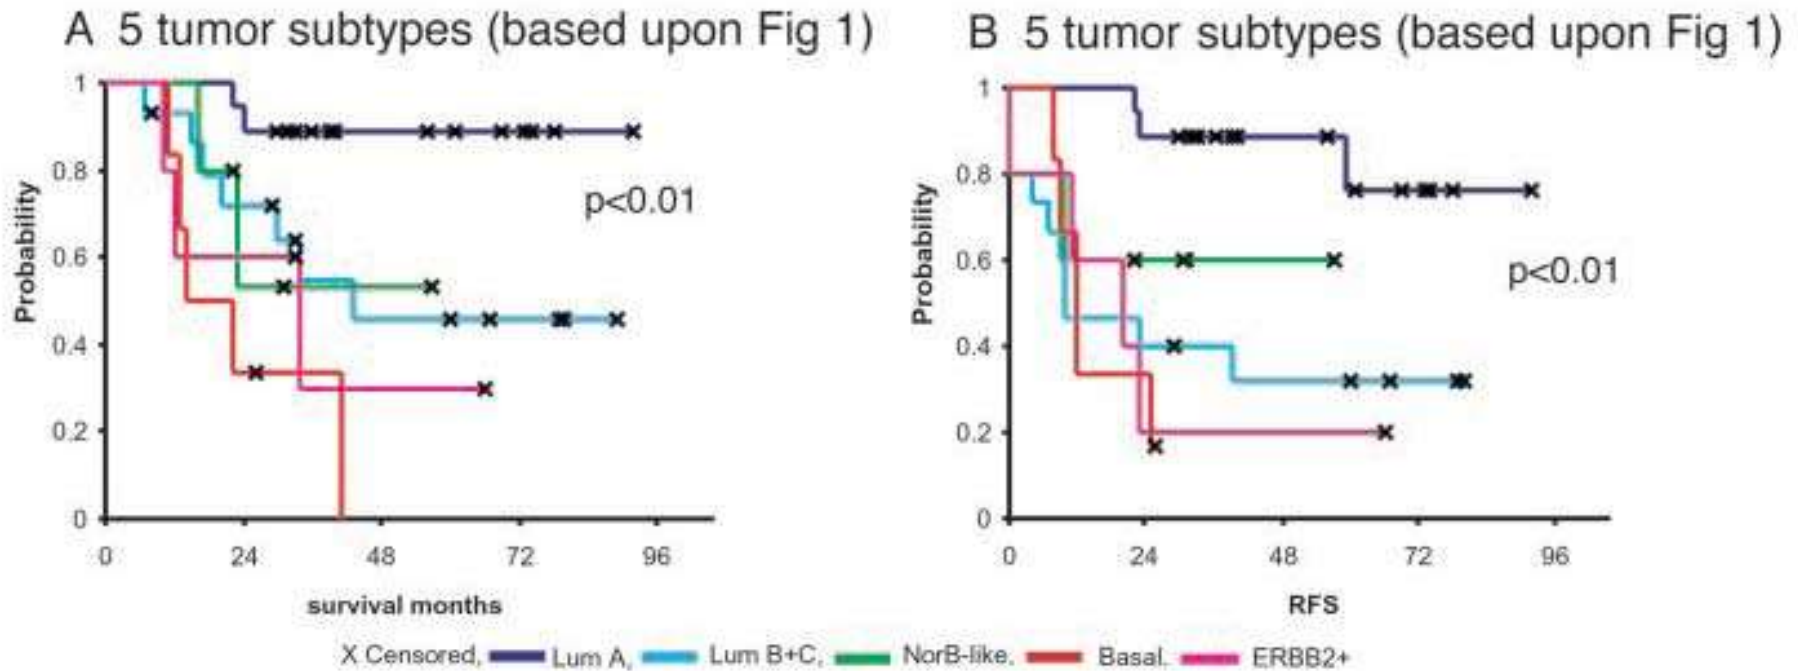 A 5 tumor subtypes (based upon Fig 1)
1
0.8
0.6
0.4
0.2
0
Probability
p<0.01
0 24 48 72 96
survival months
B 5 tumor subtypes (based upon Fig 1)
1
0.8
0.6
0.4
0.2
0
Probability
p<0.01
0 24 48 72 96
RFS
X Censored, Lum A, Lum B+C, NorB-like, Basal. ERBB2+